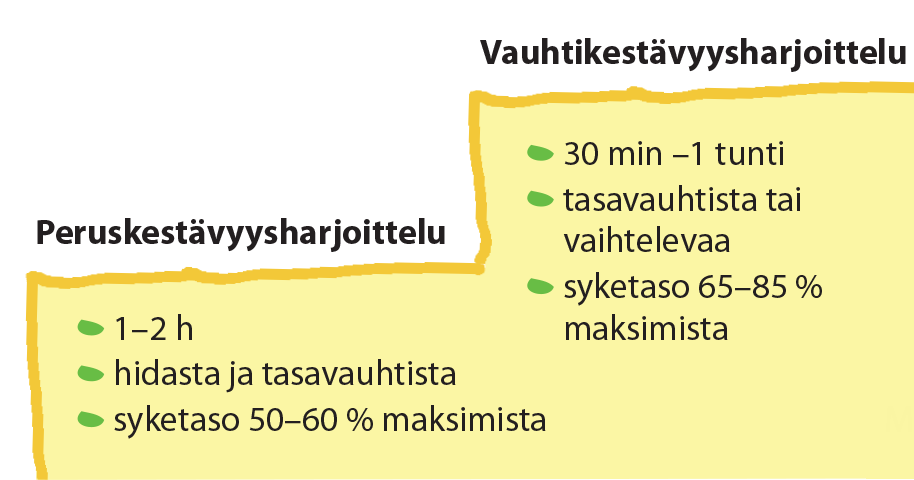 Vauhtikestävyysharjoittelu
30 min –1 tunti
tasavauhtista tai
vaihtelevaa
syketaso 65–85 %
maksimista
Peruskestävyysharjoittelu
1–2 h
hidasta ja tasavauhtista
syketaso 50–60 % maksimista